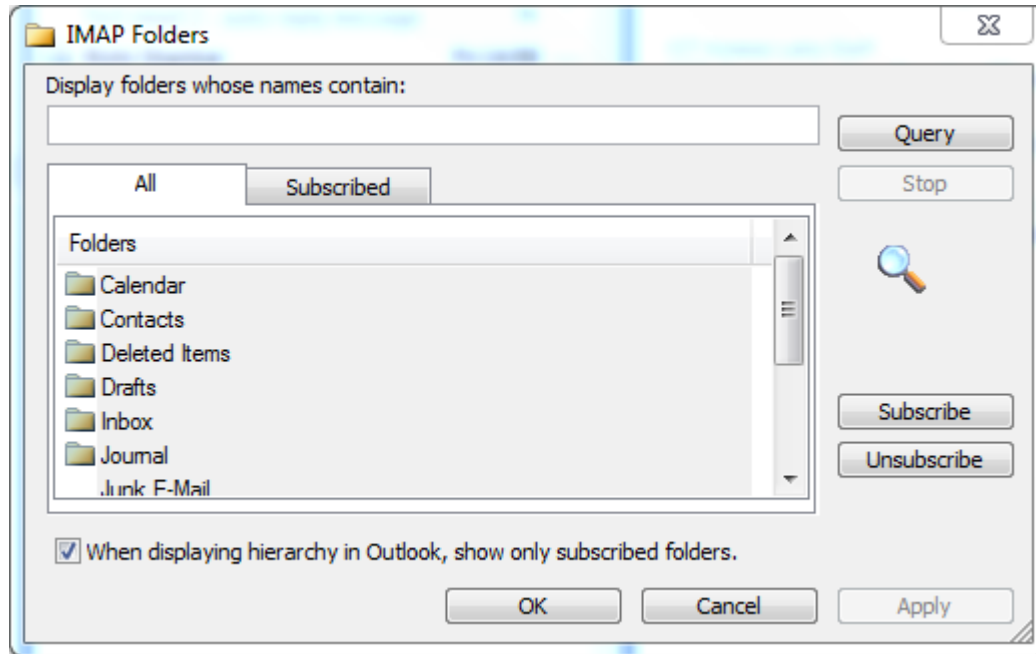 IMAP Folders
Display folders whose names contain:
Query
All
Subscribed
Stop
Folders
Calendar
Contacts
Deleted Items
Drafts
Inbox
Journal
Junk E-Mail
Subscribe
Unsubscribe
When displaying hierarchy in Outlook, show only subscribed folders.
OK
Cancel
Apply